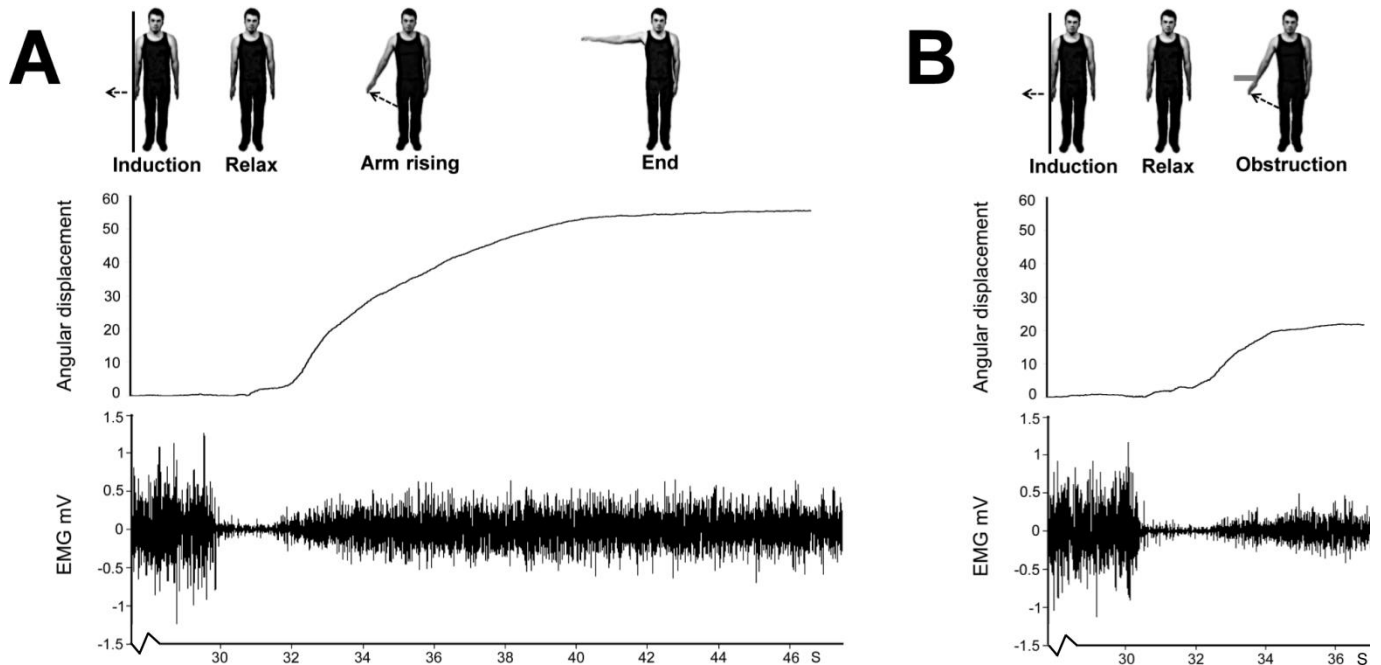 A
Induction Relax Arm rising End
Angular displacement
60
50
40
30
20
10
0
EMG mV
1.5
1
0.5
0
-0.5
-1
-1.5
30 32 34 36 38 40 42 44 46 S
B
Induction Relax Obstruction
Angular displacement
60
50
40
30
20
10
0
EMG mV
1.5
1
0.5
0
-0.5
-1
-1.5
30 32 34 36 S